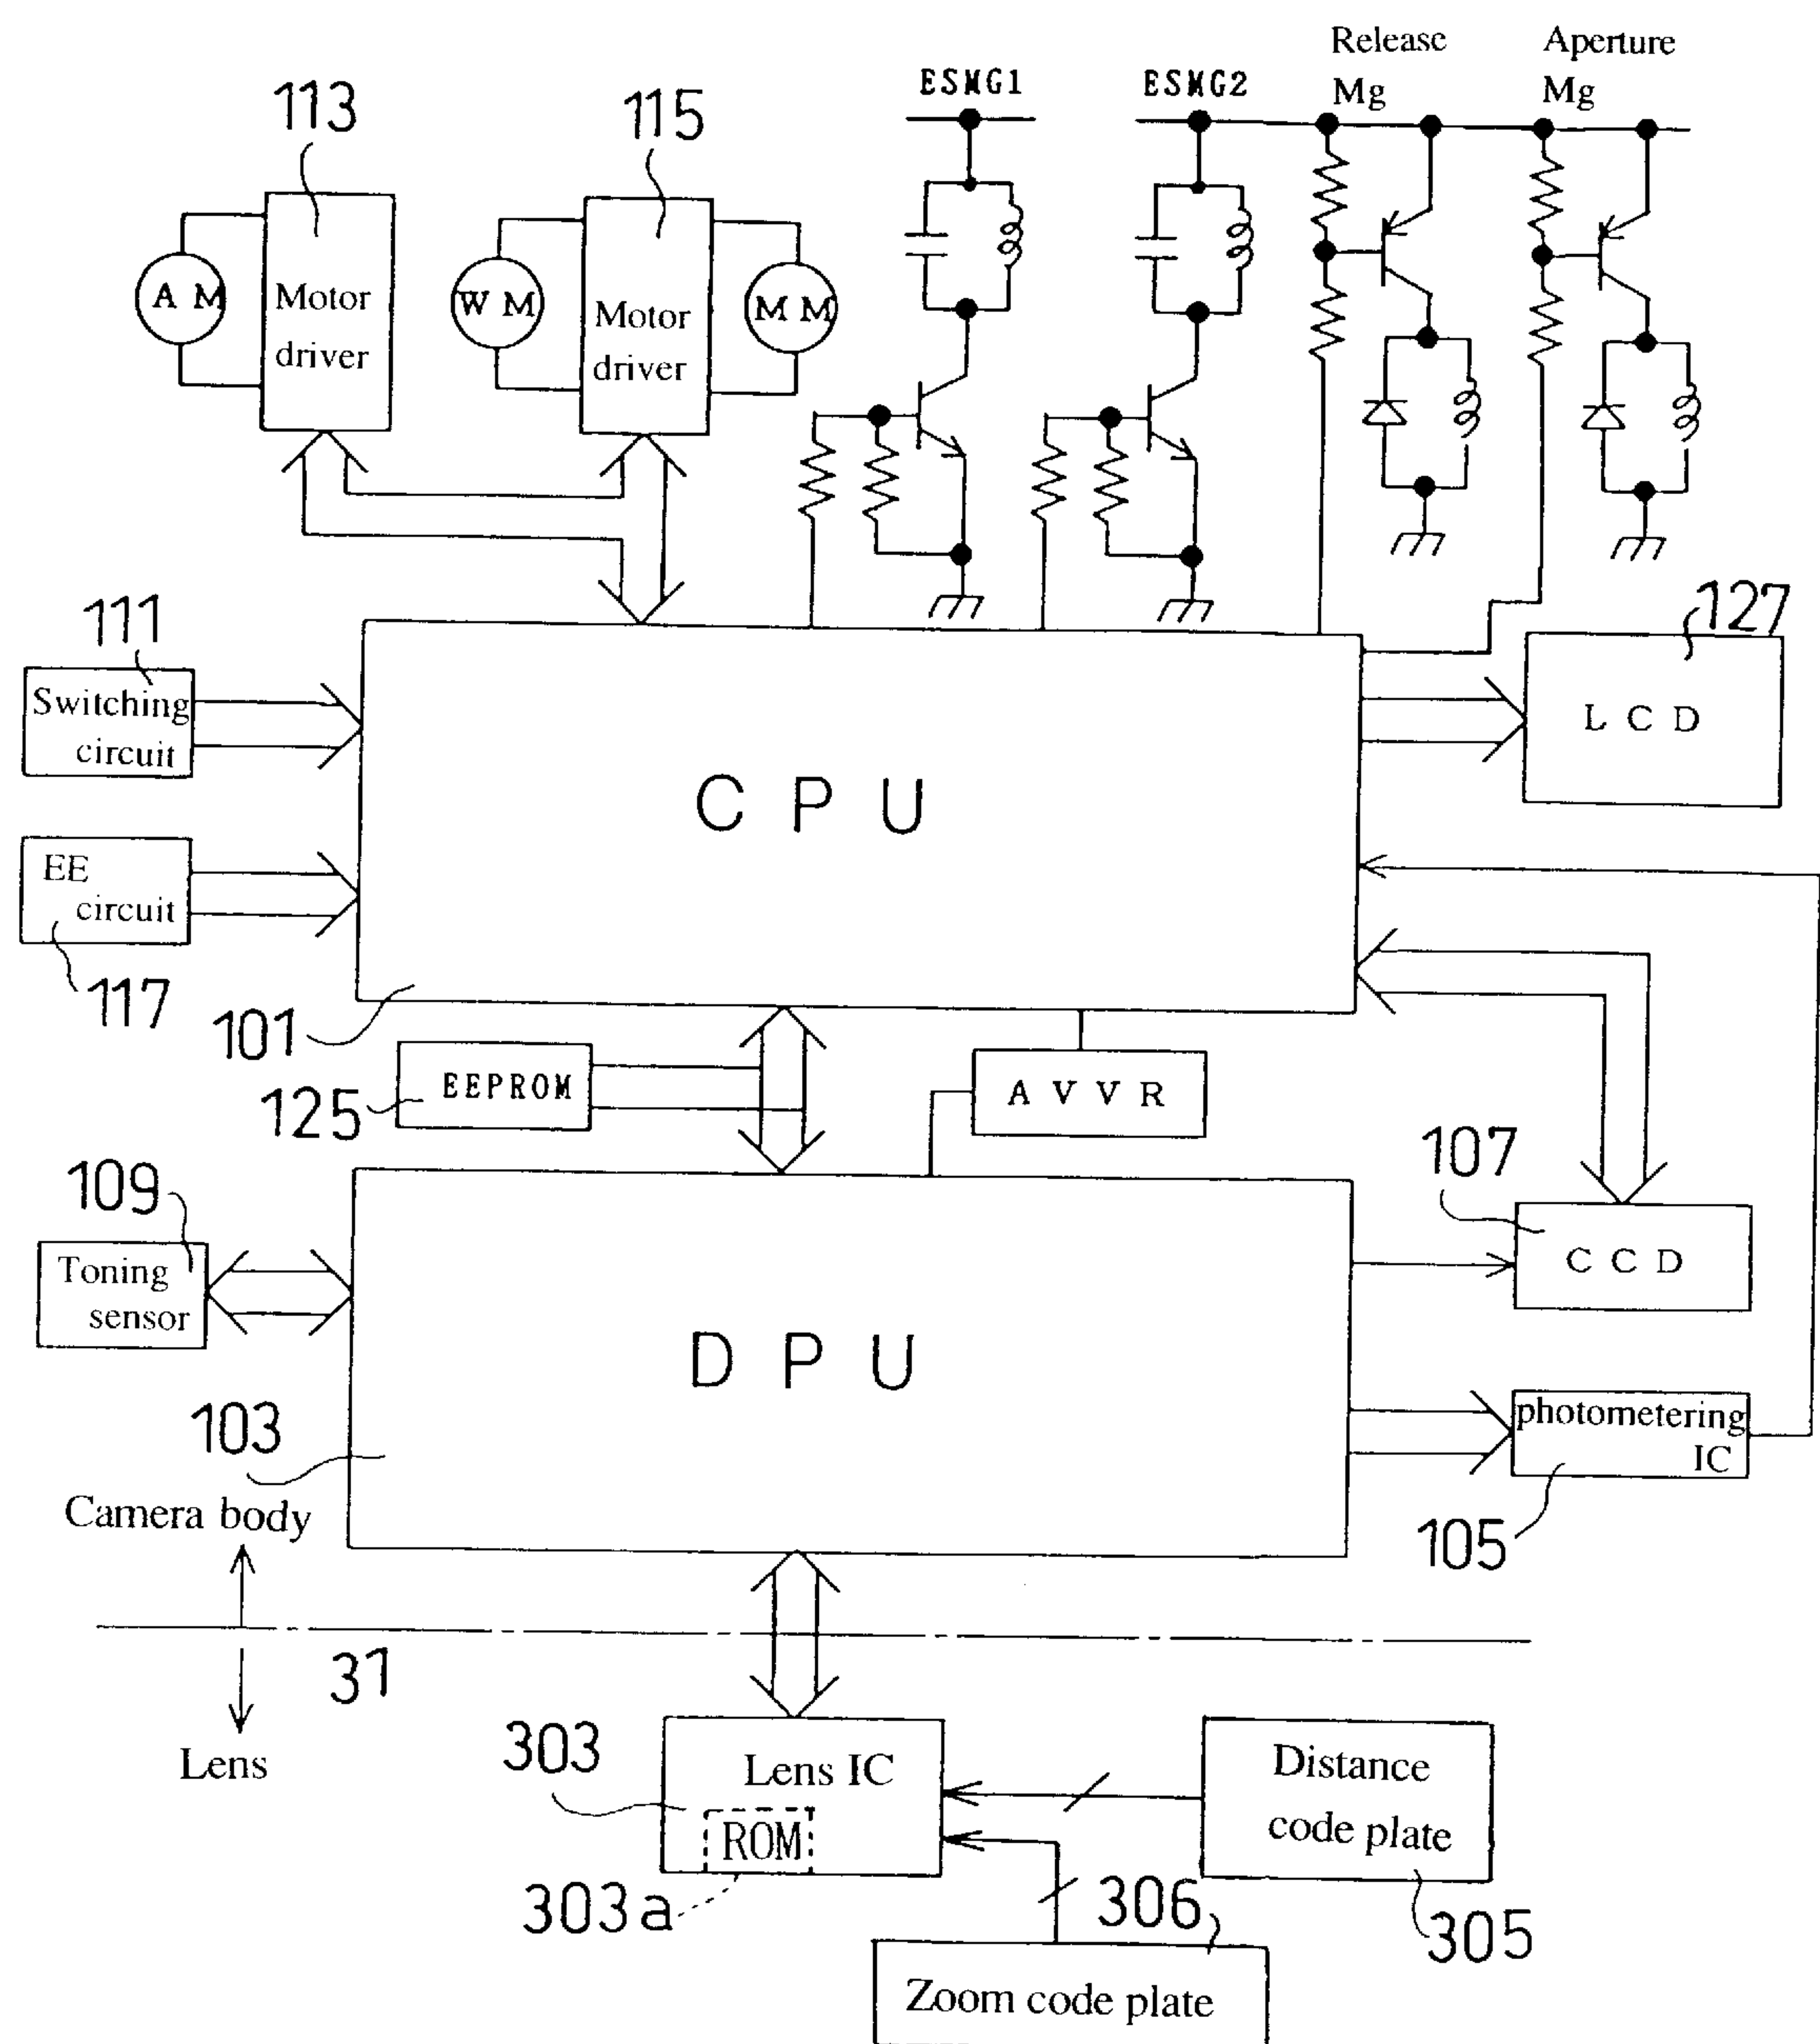 Release Aperture
ESMG1 ESMG2 Mg Mg
113 115
A M Motor driver W M Motor driver M M
111
Switching
circuit
127
L C D
C P U
EE
circuit
117
101
EEPROM
125
A V V R
109
Toning
sensor
107
C C D
D P U
103
photometering
IC
105
Camera body
31
Lens
303
Lens IC
ROM
303a
Distance
code plate
305
306
Zoom code plate